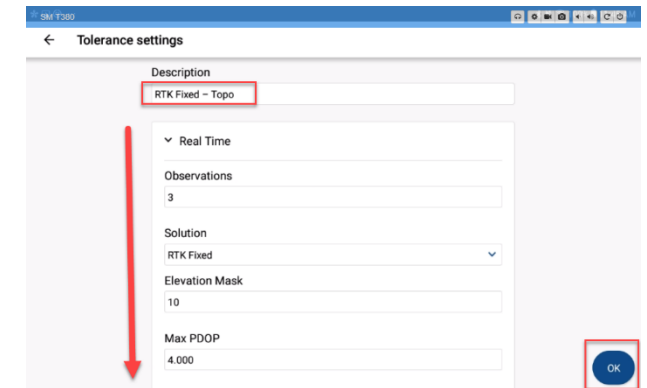 SM T380
Tolerance settings
Description
RTK Fixed – Topo
Real Time
Observations
3
Solution
RTK Fixed
Elevation Mask
10
Max PDOP
4.000
OK